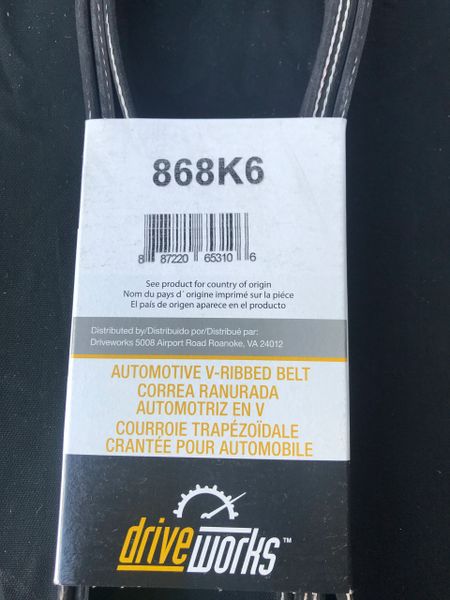 868K6
8 87220 65310 6
See product for country of origin
Nom du pays d´ origine imprimé sur la pièce
El país de origen aparece en el producto
Distributed by/Distribuido por/Distribué par:
Driveworks 5008 Airport Road Roanoke, VA 24012
AUTOMOTIVE V-RIBBED BELT
CORREA RANURADA
AUTOMOTRIZ EN V
COURROIE TRAPÉZOÏDALE
CRANTÉE POUR AUTOMOBILE
driveworks™